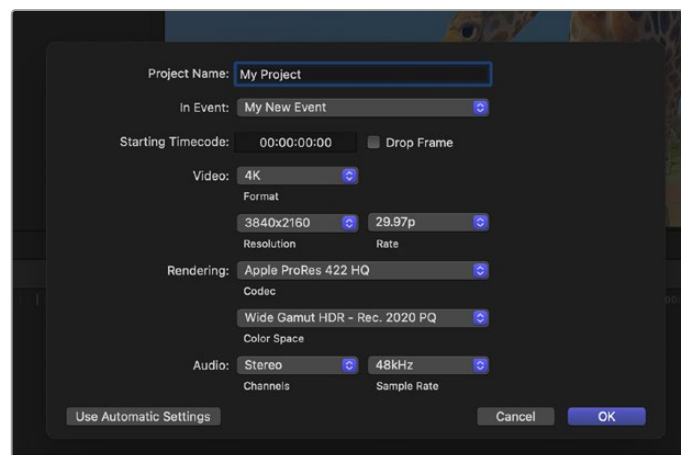 Project Name: My Project
In Event: My New Event
Starting Timecode: 00:00:00:00 Drop Frame
Video: 4K
Format
3840x2160 29.97p
Resolution Rate
Rendering: Apple ProRes 422 HQ
Codec
Wide Gamut HDR - Rec. 2020 PQ
Color Space
Audio: Stereo 48kHz
Channels Sample Rate
Use Automatic Settings Cancel OK